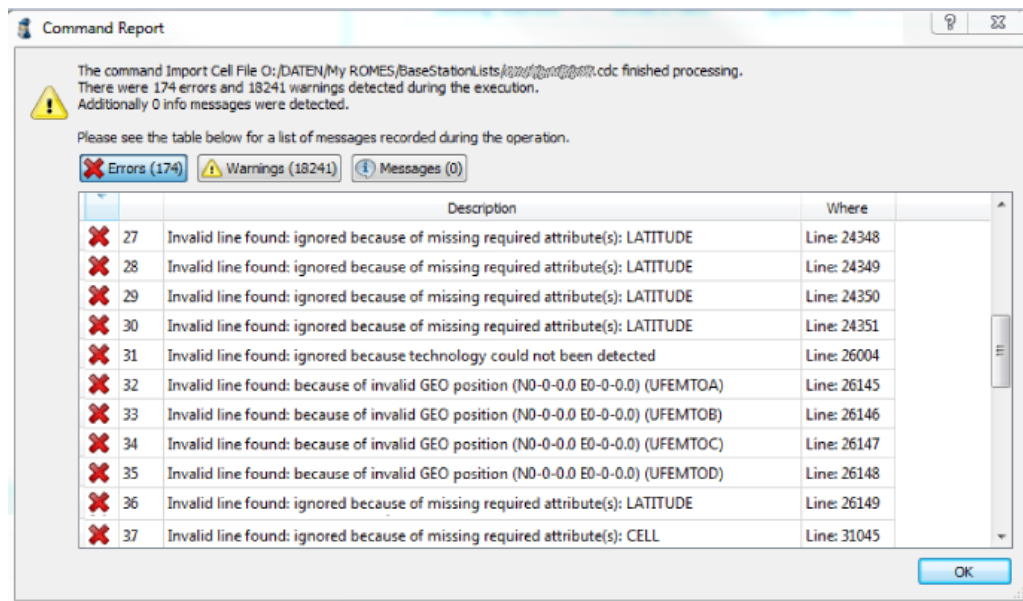 Command Report
The command Import Cell File O:/DATEN/My ROMES/BaseStationLists/.cdc finished processing.
There were 174 errors and 18241 warnings detected during the execution.
Additionally 0 info messages were detected.
Please see the table below for a list of messages recorded during the operation.
Errors (174) Warnings (18241) Messages (0)
Description Where
27 Invalid line found: ignored because of missing required attribute(s): LATITUDE Line: 24348
28 Invalid line found: ignored because of missing required attribute(s): LATITUDE Line: 24349
29 Invalid line found: ignored because of missing required attribute(s): LATITUDE Line: 24350
30 Invalid line found: ignored because of missing required attribute(s): LATITUDE Line: 24351
31 Invalid line found: ignored because technology could not been detected Line: 26004
32 Invalid line found: because of invalid GEO position (N0-0-0.0 E0-0-0.0) (UFEMTOA) Line: 26145
33 Invalid line found: because of invalid GEO position (N0-0-0.0 E0-0-0.0) (UFEMTOB) Line: 26146
34 Invalid line found: because of invalid GEO position (N0-0-0.0 E0-0-0.0) (UFEMTOC) Line: 26147
35 Invalid line found: because of invalid GEO position (N0-0-0.0 E0-0-0.0) (UFEMTOD) Line: 26148
36 Invalid line found: ignored because of missing required attribute(s): LATITUDE Line: 26149
37 Invalid line found: ignored because of missing required attribute(s): CELL Line: 31045
OK